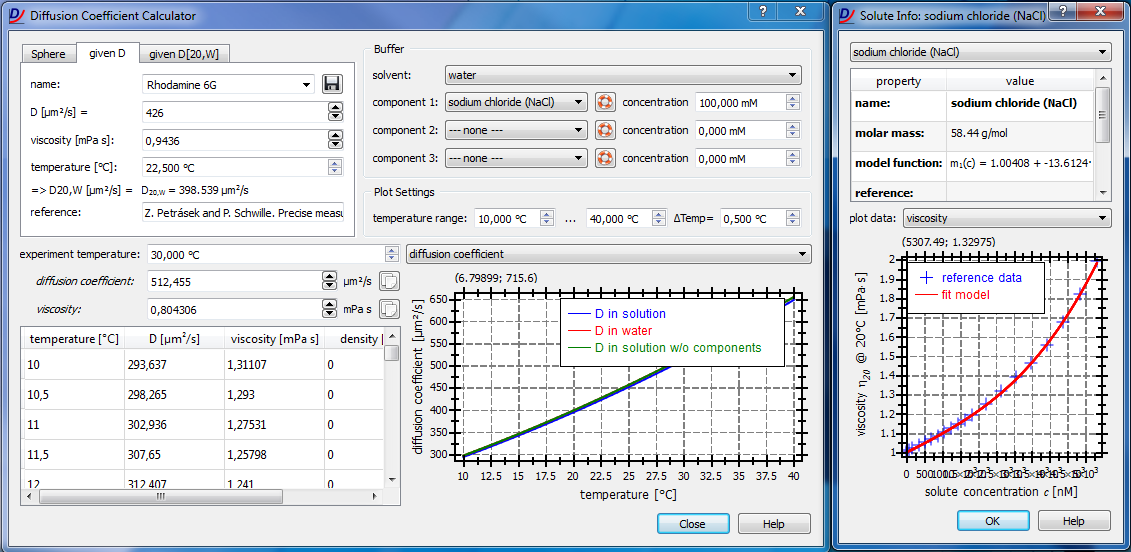 Diffusion Coefficient Calculator
Sphere given D given D[20,W]
name: Rhodamine 6G
D [µm²/s] = 426
viscosity [mPa s]: 0,9436
temperature [°C]: 22,500 °C
=> D20,W [µm²/s] = D20,W = 398.539 µm²/s
reference: Z. Petrásek and P. Schwille. Precise measu
Buffer
solvent: water
component 1: sodium chloride (NaCl) concentration 100,000 mM
component 2: --- none --- concentration 0,000 mM
component 3: --- none --- concentration 0,000 mM
Plot Settings
temperature range: 10,000 °C ... 40,000 °C ΔTemp= 0,500 °C
experiment temperature: 30,000 °C
diffusion coefficient: 512,455 µm²/s
viscosity: 0,804306 mPa s
temperature [°C] D [µm²/s] viscosity [mPa s] density [
10 293,637 1,31107 0
10,5 298,265 1,293 0
11 302,936 1,27531 0
11,5 307,65 1,25798 0
12 312,407 1,241 0
diffusion coefficient
(6.79899; 715.6)
diffusion coefficient [µm²/s]
650
600
550
500
450
400
350
300
D in solution
D in water
D in solution w/o components
10 12.5 15 17.5 20 22.5 25 27.5 30 32.5 35 37.5 40
temperature [°C]
Close Help
Solute Info: sodium chloride (NaCl)
sodium chloride (NaCl)
property value
name: sodium chloride (NaCl)
molar mass: 58.44 g/mol
model function: m₁(c) = 1.00408 + -13.6124·
reference:
plot data: viscosity
(5307.49; 1.32975)
viscosity η20 @ 20°C [mPa·s]
2
1.9
1.8
1.7
1.6
1.5
1.4
1.3
1.2
1.1
1
reference data
fit model
0 500
solute concentration c [nM]
OK Help